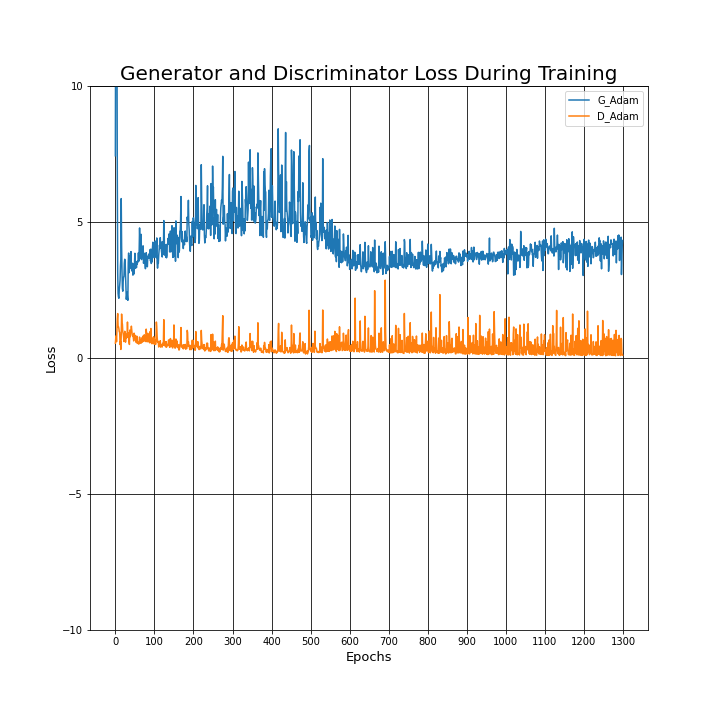 Generator and Discriminator Loss During Training
G_Adam
D_Adam
10
5
0
−5
−10
Loss
0 100 200 300 400 500 600 700 800 900 1000 1100 1200 1300
Epochs